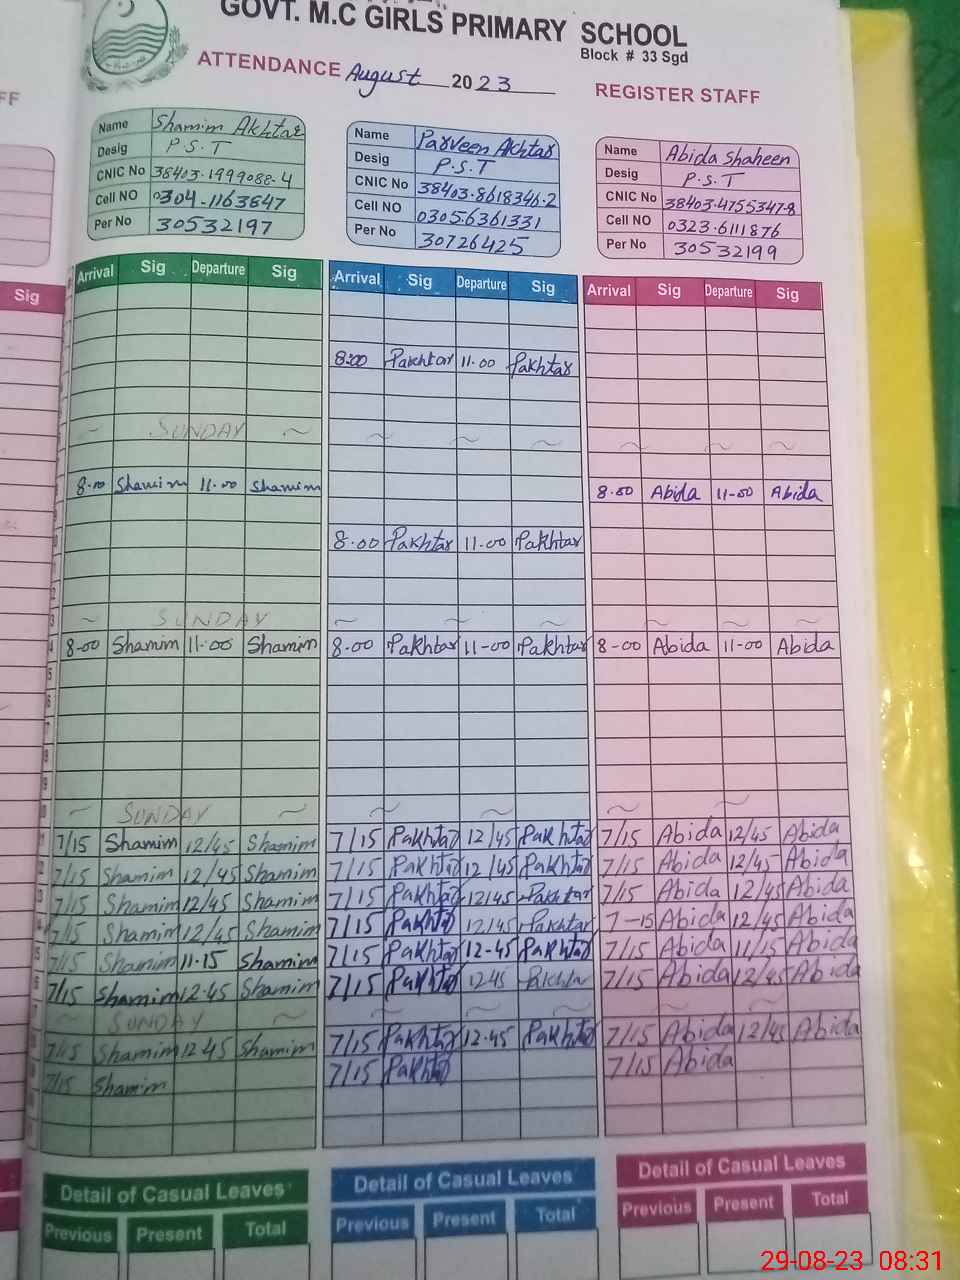 GOVT. M.C GIRLS PRIMARY SCHOOL
Block # 33 Sgd
ATTENDANCE August 2023 REGISTER STAFF
FF
Name Shamim Akhtar
Desig P.S.T
CNIC No 38403-1999088-4
Cell NO 0304-1163847
Per No 30532197
Name Parveen Akhtar
Desig P.S.T
CNIC No 38403-8618346-2
Cell NO 03056361331
Per No 30726425
Name Abida Shaheen
Desig P.S.T
CNIC No 38403-4755347-8
Cell NO 0323-6111876
Per No 30532199
Sig
Arrival Sig Departure Sig Arrival Sig Departure Sig Arrival Sig Departure Sig
8:00 Pakhtar 11.00 Pakhtar
~ SUNDAY ~ ~ ~ ~ ~ ~ ~
8.00 Shamim 11.00 Shamim 8.00 Abida 11-00 Abida
8.00 Pakhtar 11.00 Pakhtar
3 ~ SUNDAY ~ ~ ~ ~ ~ ~
4 8-00 Shamim 11.00 Shamim 8.00 Pakhtar 11-00 Pakhtar 8-00 Abida 11-00 Abida
5
6
7
8
9
~ SUNDAY ~ ~ ~ ~ ~
7/15 Shamim 12/45 Shamim 7/15 Pakhtar 12/45 Pakhtar 7/15 Abida 12/45 Abida
7/15 Shamim 12/45 Shamim 7/15 Pakhtar 12/45 Pakhtar 7/15 Abida 12/45 Abida
7/15 Shamim 12/45 Shamim 7/15 Pakhtar 12/45 Pakhtar 7/15 Abida 12/45 Abida
7/15 Shamim 12/45 Shamim 7/15 Pakhtar 12/45 Pakhtar 7-15 Abida 12/45 Abida
7/15 Shamim 11-15 Shamim 7/15 Pakhtar 12-45 Pakhtar 7/15 Abida 11/15 Abida
7/15 Shamim 12-45 Shamim 7/15 Pakhtar 12 45 Pakhtar 7/15 Abida 12/45 Abida
~ SUNDAY ~ ~ ~ ~ ~
7/15 Shamim 12 45 Shamim 7/15 Pakhtar 12.45 Pakhtar 7/15 Abida 12/45 Abida
7/15 Shamim 7/15 Pakhtar 7/15 Abida
Detail of Casual Leaves Detail of Casual Leaves Detail of Casual Leaves
Previous Present Total Previous Present Total Previous Present Total
29-08-23 08:31